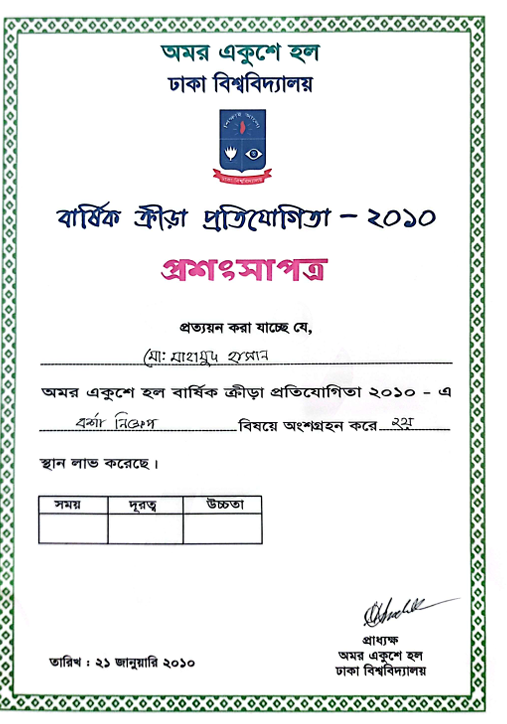 অমর একুশে হল
ঢাকা বিশ্ববিদ্যালয়
শিক্ষাই আলো
ঢাকা বিশ্ববিদ্যালয়
বার্ষিক ক্রীড়া প্রতিযোগিতা – ২০১০
প্রশংসাপত্র
প্রত্যয়ন করা যাচ্ছে যে,
মো: মাহামুদ হাসান
অমর একুশে হল বার্ষিক ক্রীড়া প্রতিযোগিতা ২০১০ - এ
বর্শা নিক্ষেপ বিষয়ে অংশগ্রহন করে ২য়
স্থান লাভ করেছে।
সময় দূরত্ব উচ্চতা
প্রাধ্যক্ষ
অমর একুশে হল
ঢাকা বিশ্ববিদ্যালয়
তারিখ : ২১ জানুয়ারি ২০১০